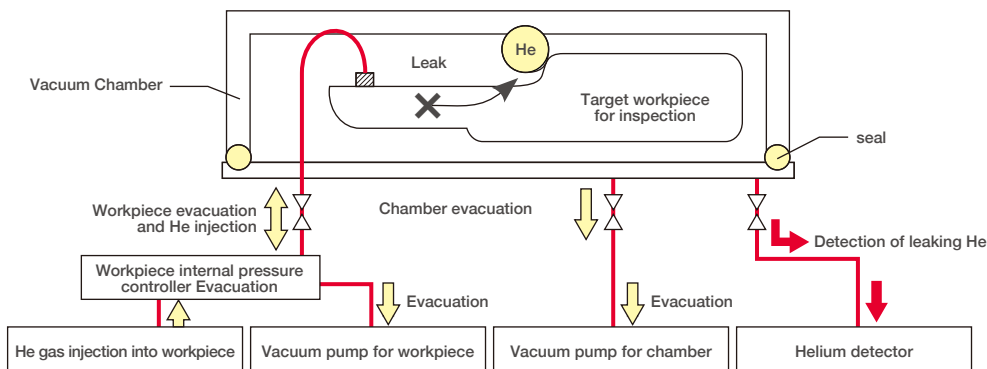 He
Leak
Vacuum Chamber
Target workpiece
for inspection
seal
Workpiece evacuation
and He injection
Chamber evacuation
Detection of leaking He
Workpiece internal pressure
controller Evacuation
Evacuation
Evacuation
He gas injection into workpiece
Vacuum pump for workpiece
Vacuum pump for chamber
Helium detector